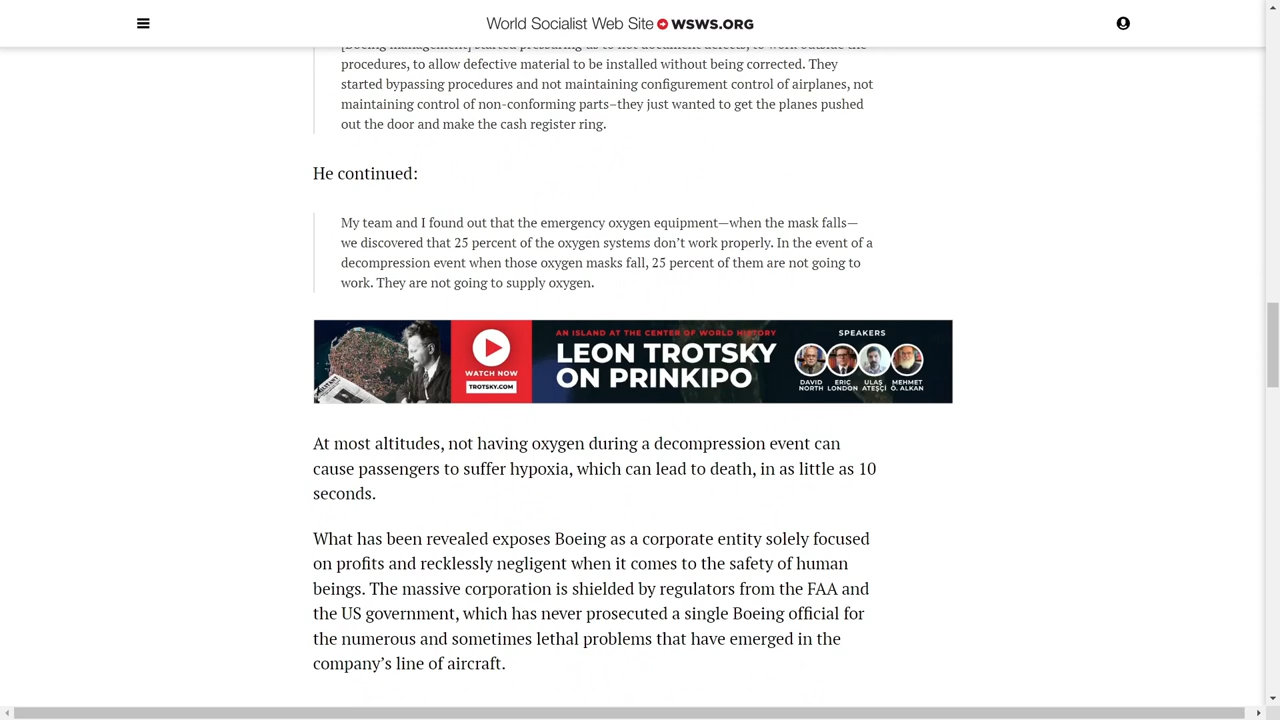 World Socialist Web Site WSWS.ORG
[Boeing management] started pressuring us to not document defects, to work outside the
procedures, to allow defective material to be installed without being corrected. They
started bypassing procedures and not maintaining configurement control of airplanes, not
maintaining control of non-conforming parts–they just wanted to get the planes pushed
out the door and make the cash register ring.
He continued:
My team and I found out that the emergency oxygen equipment—when the mask falls—
we discovered that 25 percent of the oxygen systems don’t work properly. In the event of a
decompression event when those oxygen masks fall, 25 percent of them are not going to
work. They are not going to supply oxygen.
WATCH NOW
TROTSKY.COM
AN ISLAND AT THE CENTER OF WORLD HISTORY
LEON TROTSKY
ON PRINKIPO
SPEAKERS
DAVID NORTH
ERIC LONDON
ULAŞ ATEŞÇİ
MEHMET Ö. ALKAN
At most altitudes, not having oxygen during a decompression event can
cause passengers to suffer hypoxia, which can lead to death, in as little as 10
seconds.
What has been revealed exposes Boeing as a corporate entity solely focused
on profits and recklessly negligent when it comes to the safety of human
beings. The massive corporation is shielded by regulators from the FAA and
the US government, which has never prosecuted a single Boeing official for
the numerous and sometimes lethal problems that have emerged in the
company’s line of aircraft.